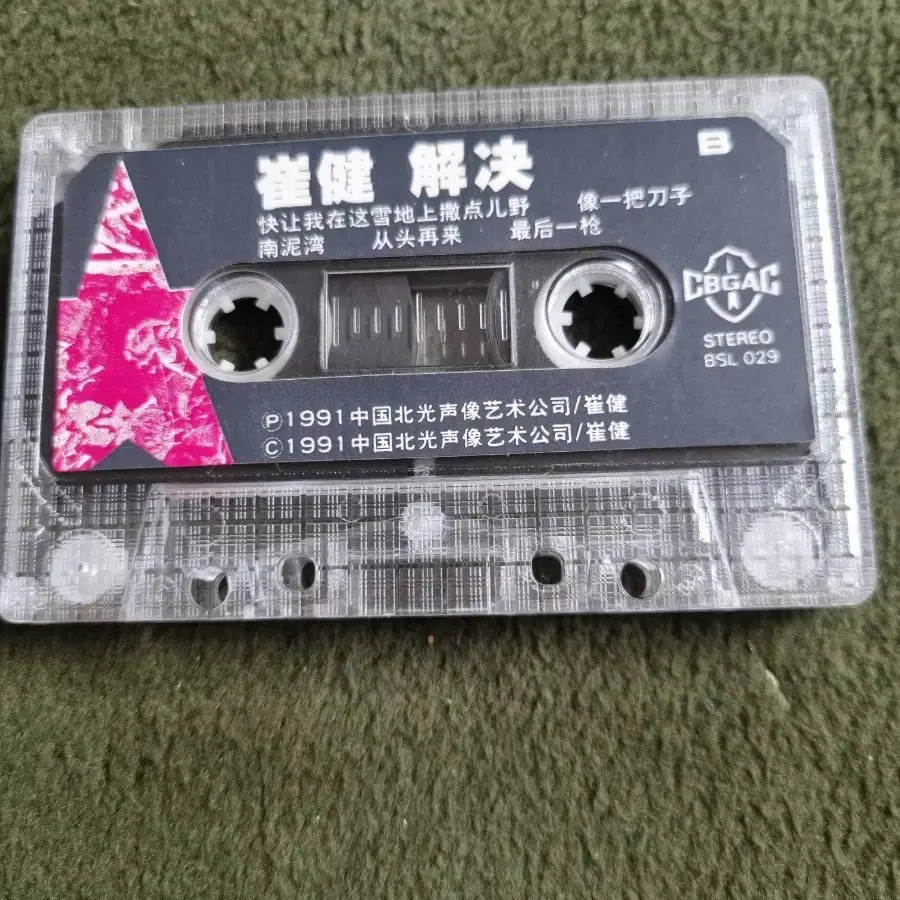 崔健 解决
B
快让我在这雪地上撒点儿野 像一把刀子
南泥湾 从头再来 最后一枪
CBGAC
STEREO
BSL 029
Ⓟ1991中国北光声像艺术公司/崔健
©1991中国北光声像艺术公司/崔健